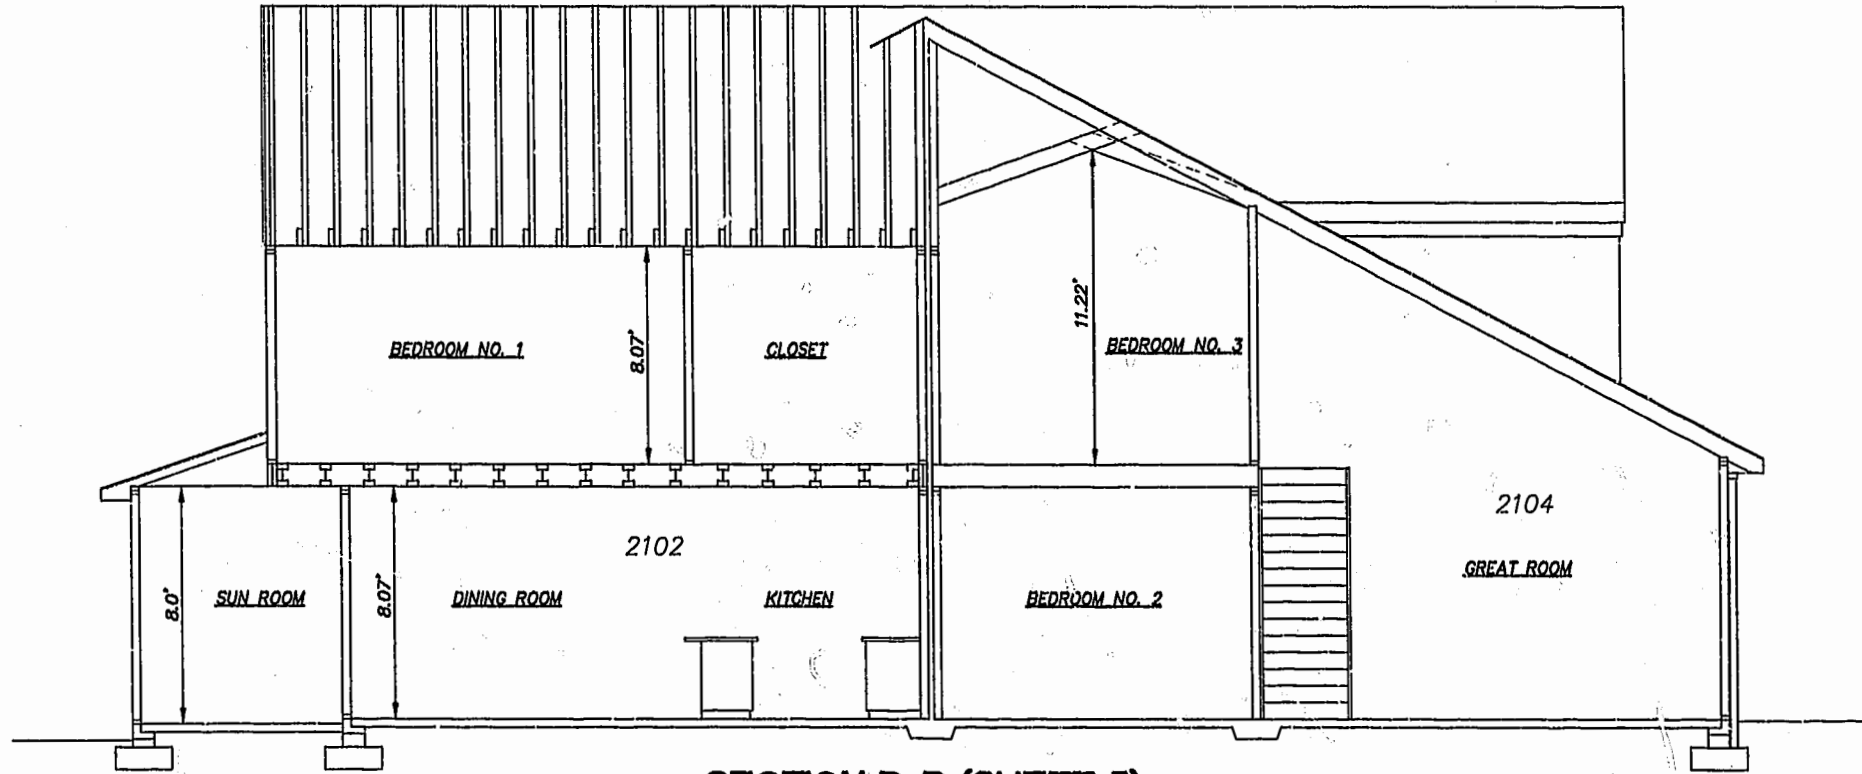 11.22'
BEDROOM NO. 1
8.07'
CLOSET
BEDROOM NO. 3
2104
2102
GREAT ROOM
8.0'
SUN ROOM
8.07'
DINING ROOM
KITCHEN
BEDROOM NO. 2